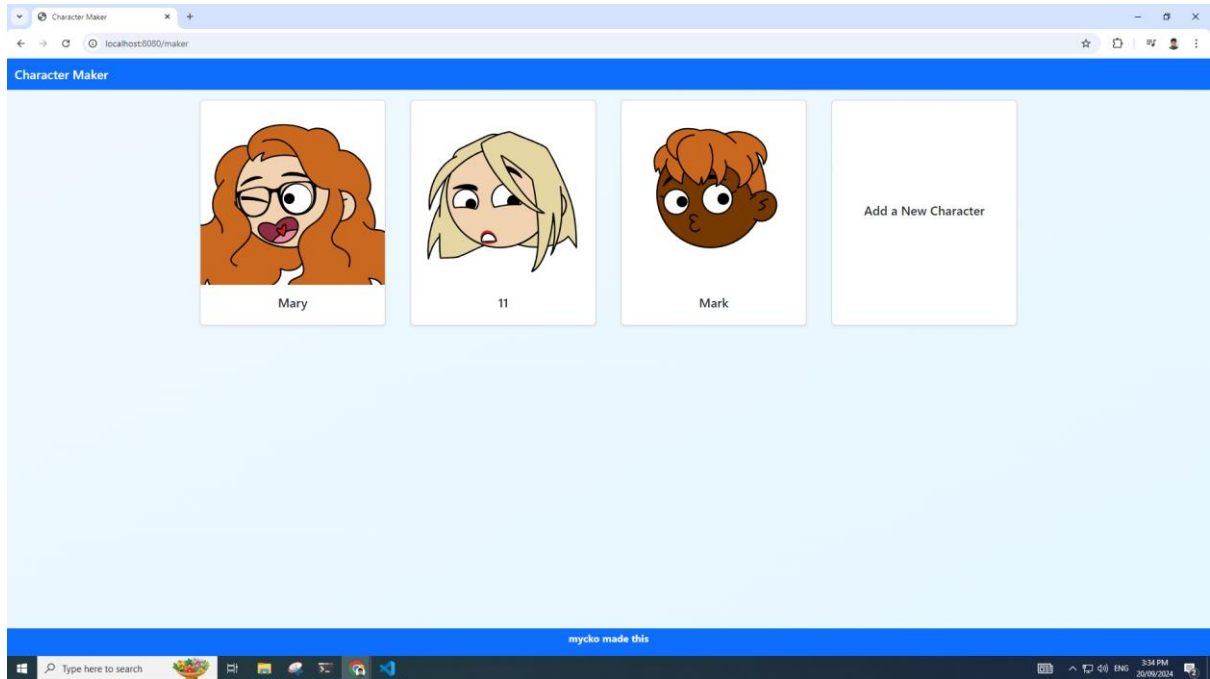 Character Maker
localhost:8080/maker
Character Maker
Add a New Character
Mary
11
Mark
mycko made this
Type here to search
ENG
3:34 PM
20/09/2024
2